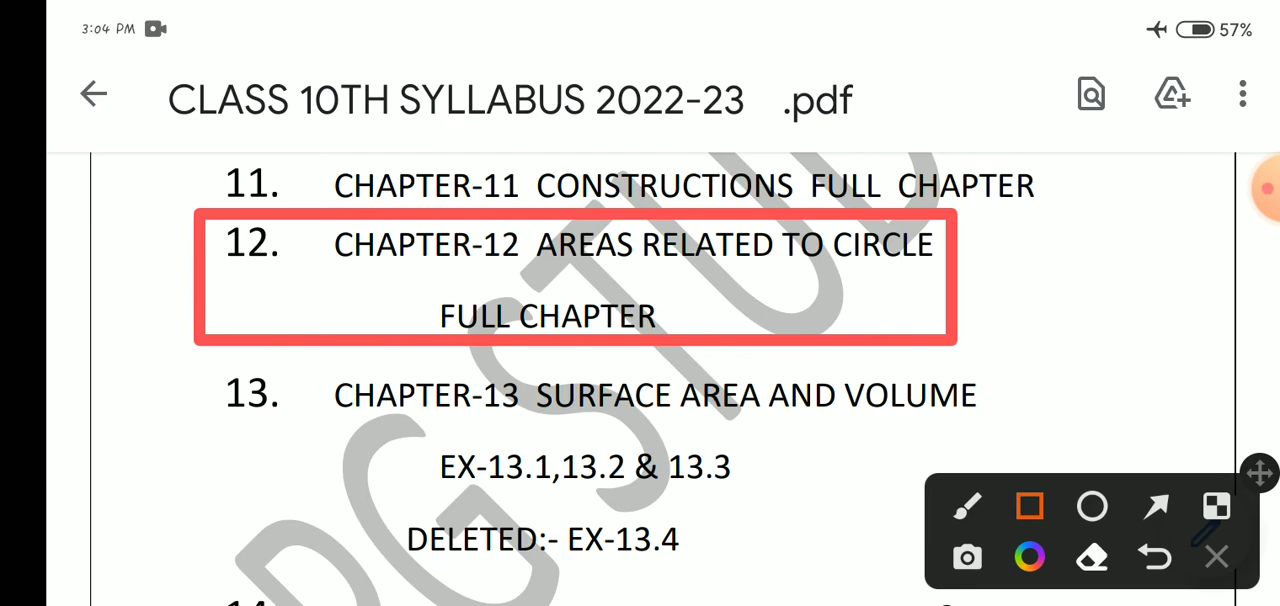 3:04 PM
57%
CLASS 10TH SYLLABUS 2022-23 .pdf
11. CHAPTER-11 CONSTRUCTIONS FULL CHAPTER
12. CHAPTER-12 AREAS RELATED TO CIRCLE
FULL CHAPTER
13. CHAPTER-13 SURFACE AREA AND VOLUME
EX-13.1,13.2 & 13.3
DELETED:- EX-13.4